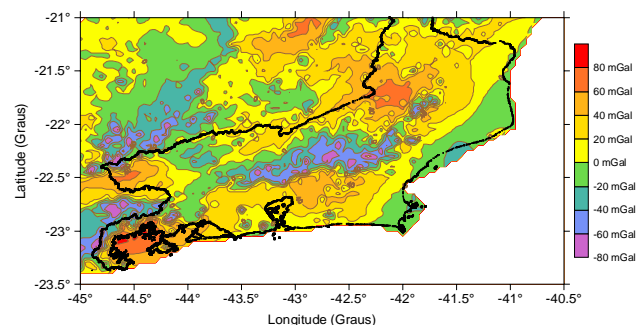 -21°
-21.5°
-22°
-22.5°
-23°
-23.5°
Latitude (Graus)
-45°
-44.5°
-44°
-43.5°
-43°
-42.5°
-42°
-41.5°
-41°
-40.5°
Longitude (Graus)
80 mGal
60 mGal
40 mGal
20 mGal
0 mGal
-20 mGal
-40 mGal
-60 mGal
-80 mGal